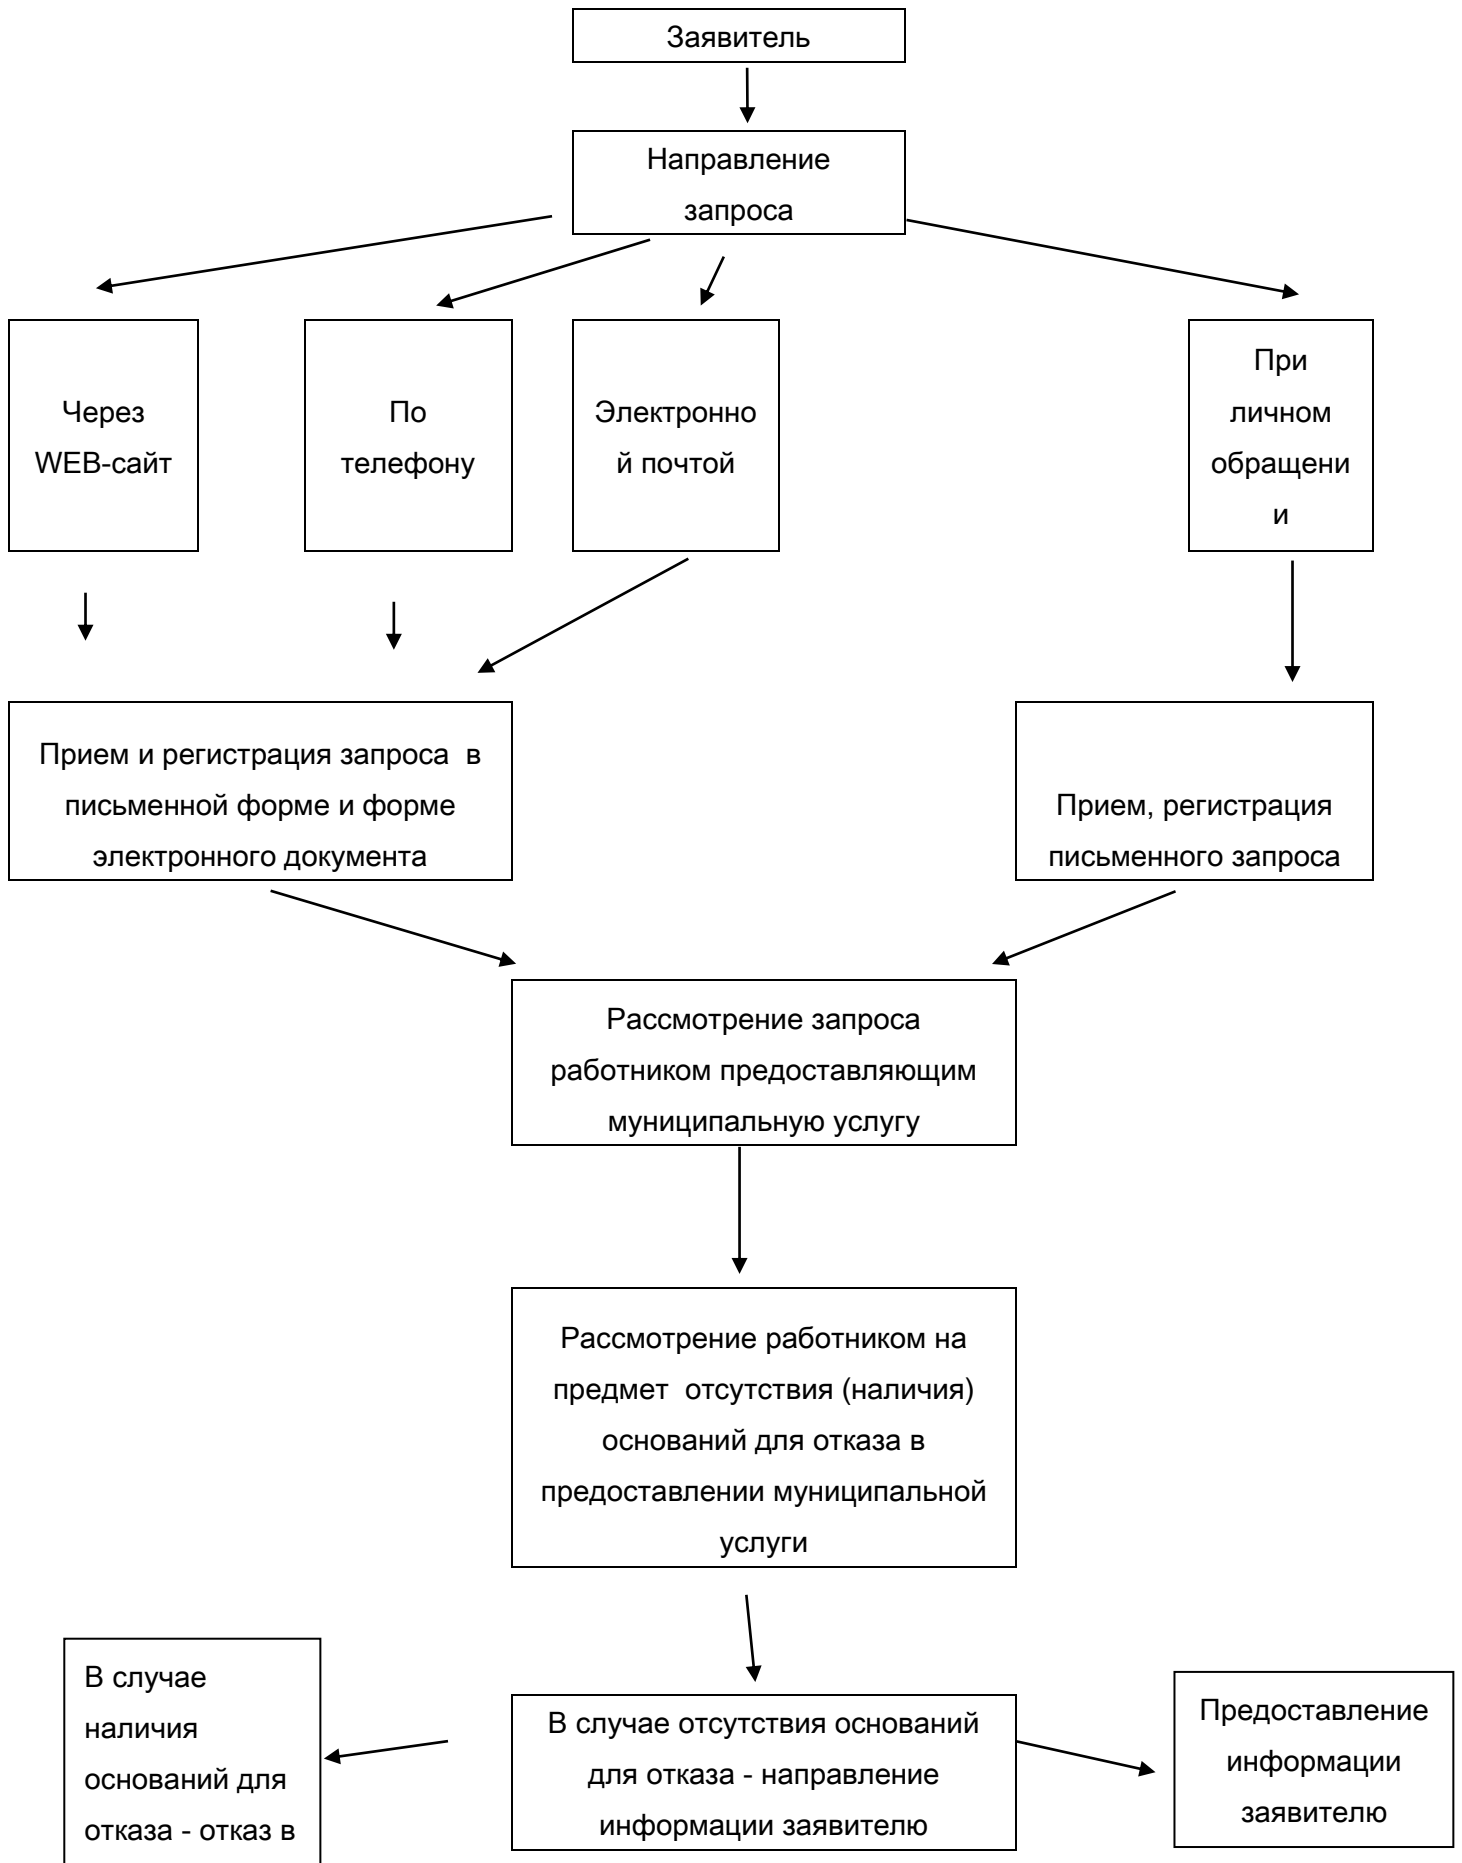 Заявитель
Направление
запроса
Через
WEB-сайт
По
телефону
Электронно
й почтой
При
личном
обращени
и
Прием и регистрация запроса  в
письменной форме и форме
электронного документа
Прием, регистрация
письменного запроса
Рассмотрение запроса
работником предоставляющим
муниципальную услугу
Рассмотрение работником на
предмет  отсутствия (наличия)
оснований для отказа в
предоставлении муниципальной
услуги
В случае
наличия
оснований для
отказа - отказ в
В случае отсутствия оснований
для отказа - направление
информации заявителю
Предоставление
информации
заявителю